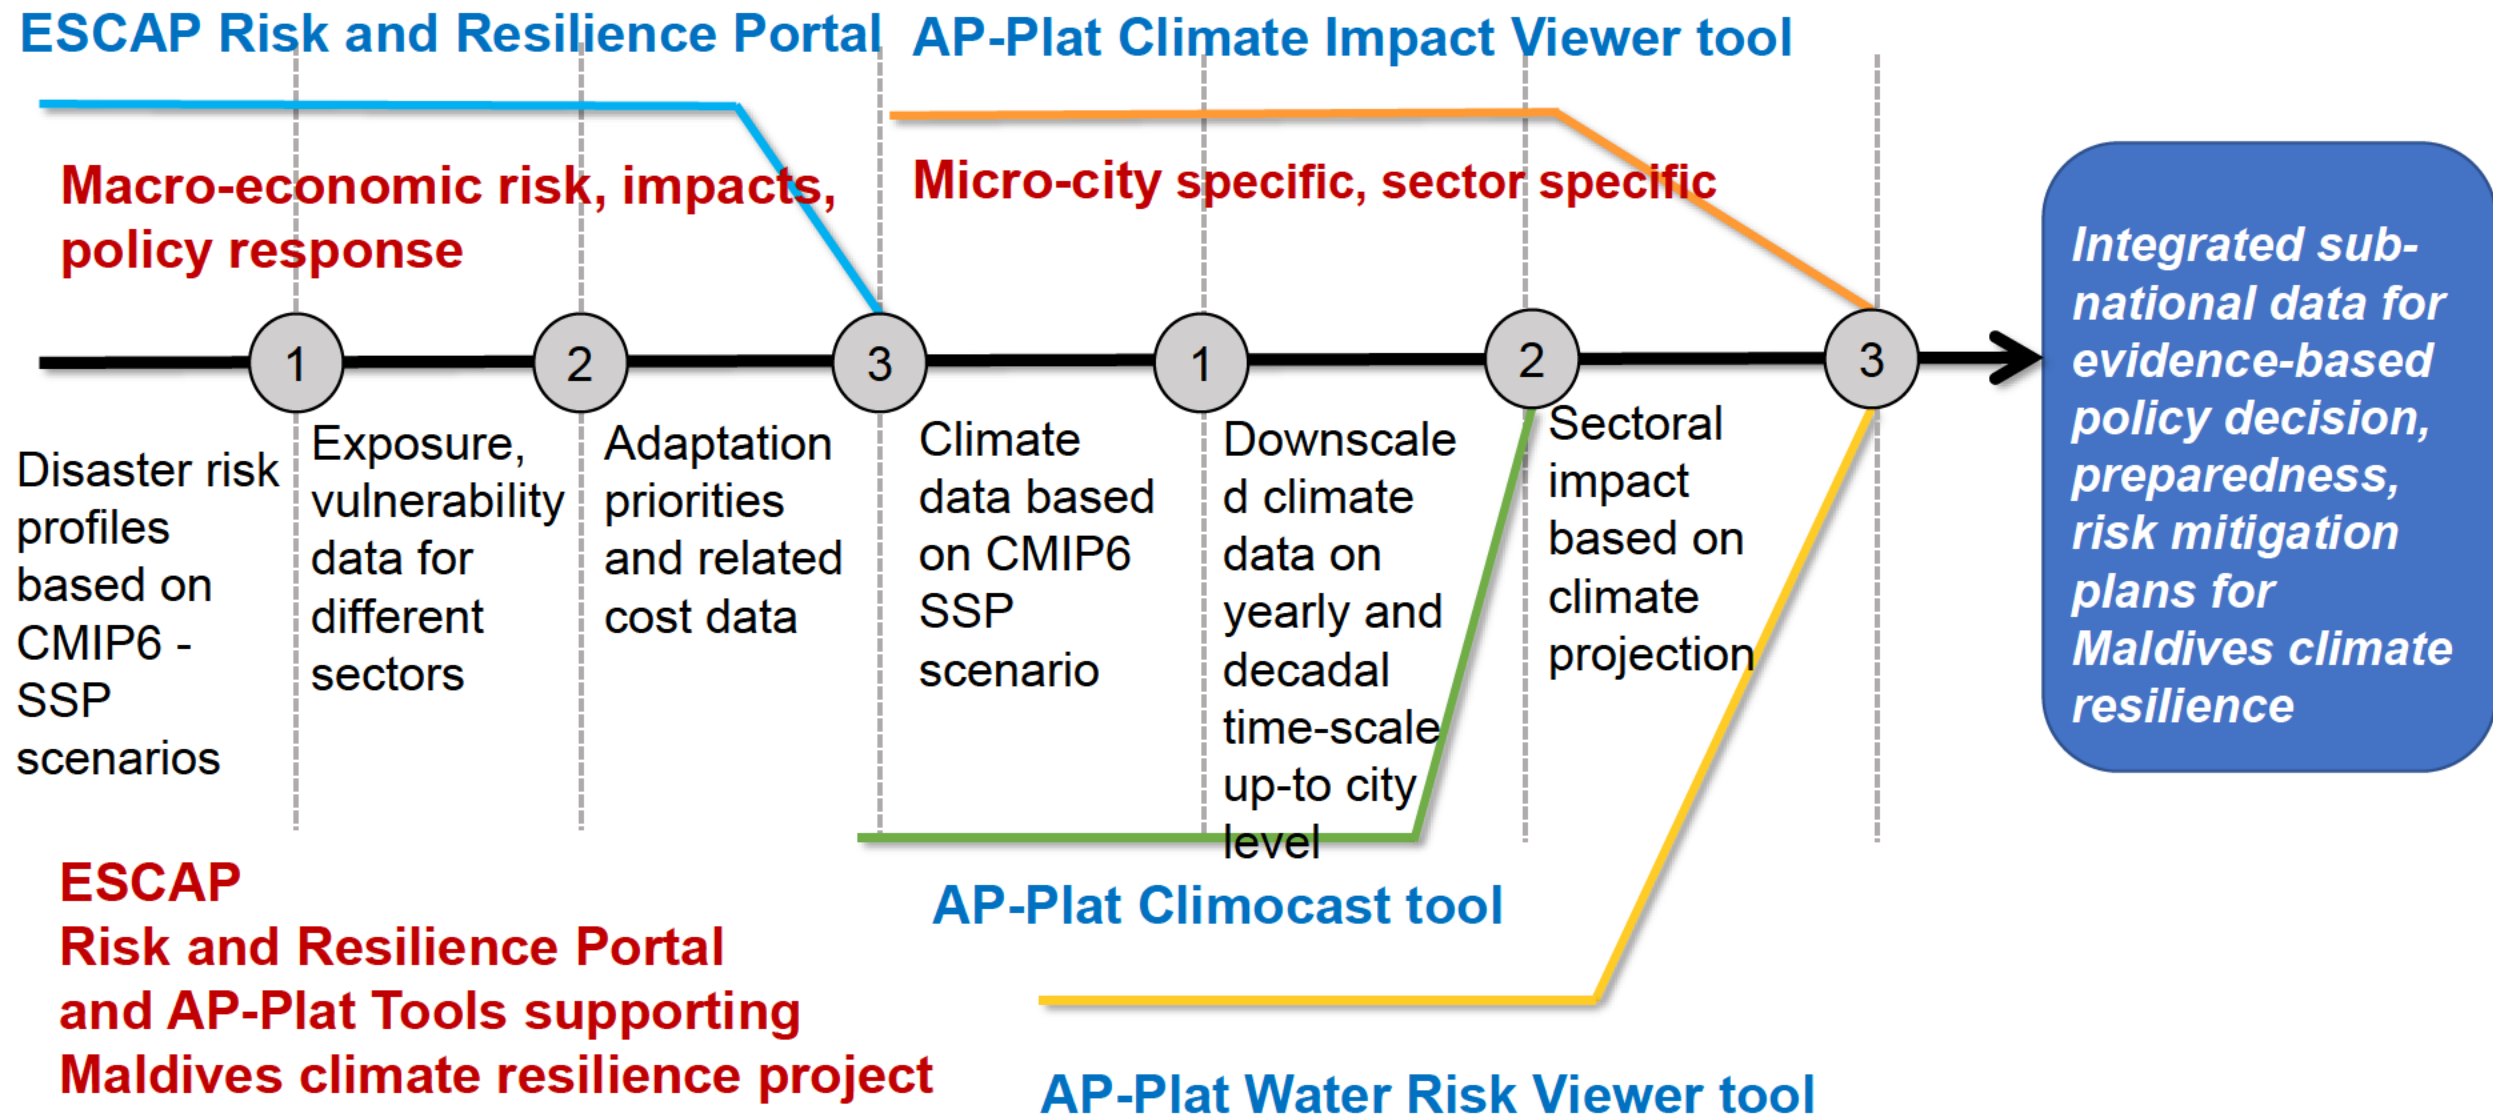 ESCAP Risk and Resilience Portal
AP-Plat Climate Impact Viewer tool
Macro-economic risk, impacts,
policy response
Micro-city specific, sector specific
1
2
3
1
2
3
Disaster risk
profiles
based on
CMIP6 -
SSP
scenarios
Exposure,
vulnerability
data for
different
sectors
Adaptation
priorities
and related
cost data
Climate
data based
on CMIP6
SSP
scenario
Downscale
d climate
data on
yearly and
decadal
time-scale
up-to city
level
Sectoral
impact
based on
climate
projection
Integrated sub-
national data for
evidence-based
policy decision,
preparedness,
risk mitigation
plans for
Maldives climate
resilience
ESCAP
Risk and Resilience Portal
and AP-Plat Tools supporting
Maldives climate resilience project
AP-Plat Climocast tool
AP-Plat Water Risk Viewer tool